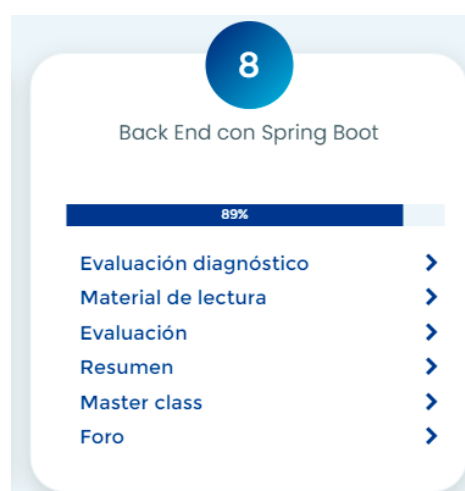 8
Back End con Spring Boot
89%
Evaluación diagnóstico
Material de lectura
Evaluación
Resumen
Master class
Foro